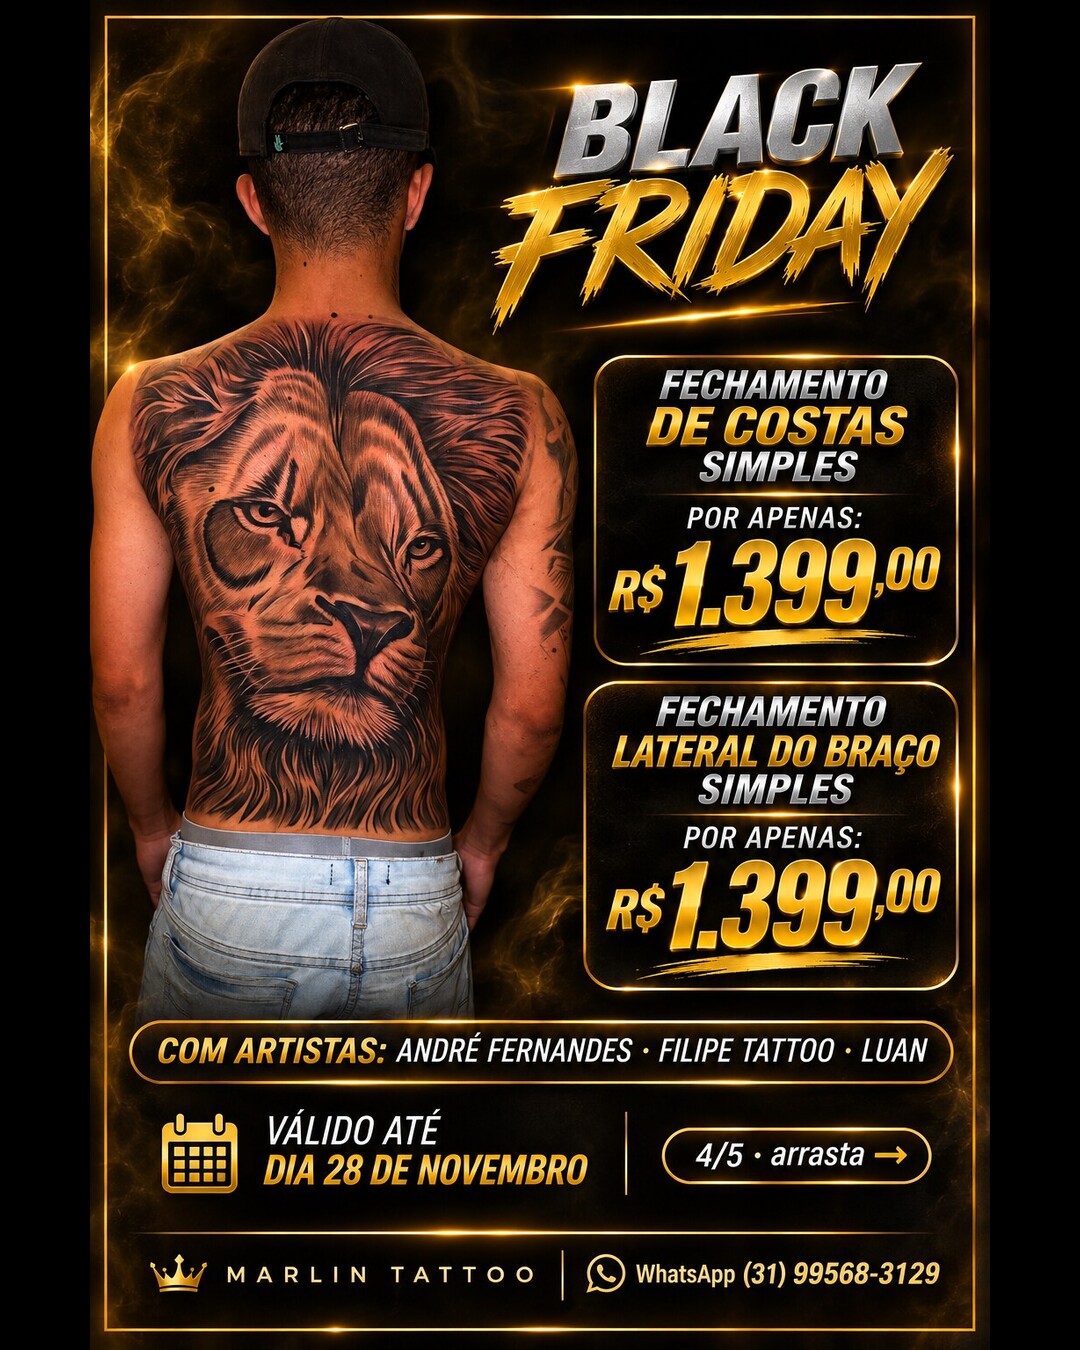 BLACK
FRIDAY
FECHAMENTO
DE COSTAS
SIMPLES
POR APENAS:
R$ 1.399,00
FECHAMENTO
LATERAL DO BRAÇO
SIMPLES
POR APENAS:
R$ 1.399,00
COM ARTISTAS: ANDRÉ FERNANDES · FILIPE TATTOO · LUAN
VÁLIDO ATÉ
DIA 28 DE NOVEMBRO
4/5 · arrasta →
MARLIN TATTOO
WhatsApp (31) 99568-3129